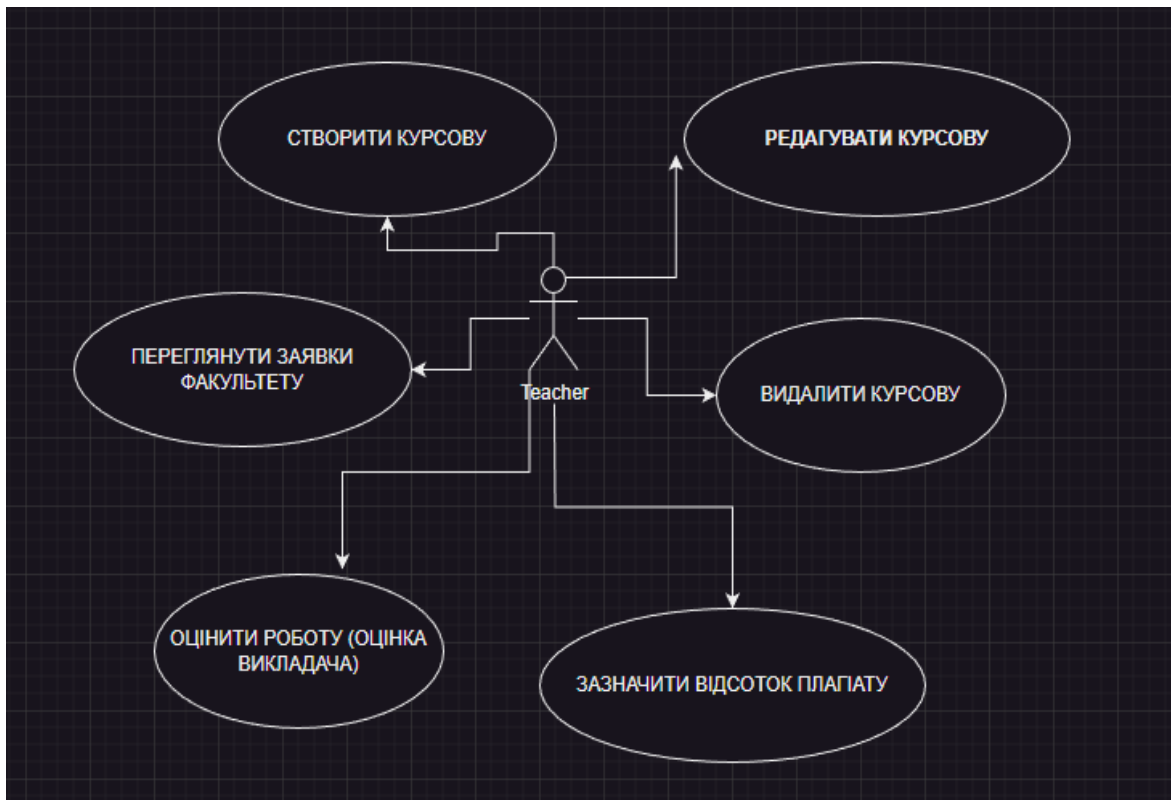 СТВОРИТИ КУРСОВУ
РЕДАГУВАТИ КУРСОВУ
ПЕРЕГЛЯНУТИ ЗАЯВКИ
ФАКУЛЬТЕТУ
Teacher
ВИДАЛИТИ КУРСОВУ
ОЦІНИТИ РОБОТУ (ОЦІНКА
ВИКЛАДАЧА)
ЗАЗНАЧИТИ ВІДСОТОК ПЛАГІАТУ